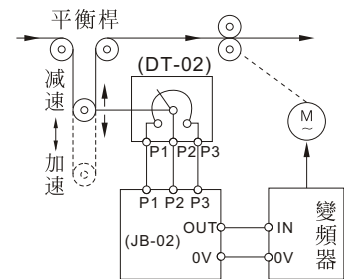 平衡桿
(DT-02)
减速
加速
P1 P2 P3
M
~
P1 P2 P3
(JB-02)
OUT
0V
IN
0V
變頻器